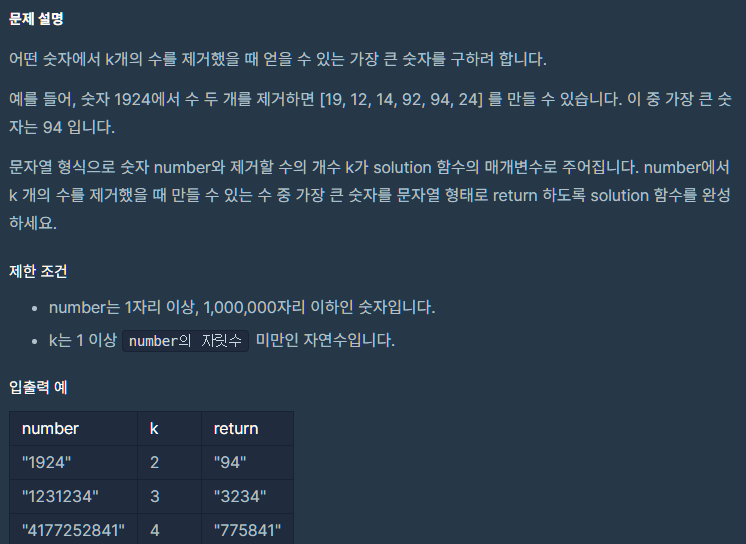 문제 설명
어떤 숫자에서 k개의 수를 제거했을 때 얻을 수 있는 가장 큰 숫자를 구하려 합니다.
예를 들어, 숫자 1924에서 수 두 개를 제거하면 [19, 12, 14, 92, 94, 24] 를 만들 수 있습니다. 이 중 가장 큰 숫
자는 94 입니다.
문자열 형식으로 숫자 number와 제거할 수의 개수 k가 solution 함수의 매개변수로 주어집니다. number에서
k 개의 수를 제거했을 때 만들 수 있는 수 중 가장 큰 숫자를 문자열 형태로 return 하도록 solution 함수를 완성
하세요.
제한 조건
• number는 1자리 이상, 1,000,000자리 이하인 숫자입니다.
• k는 1 이상 number의 자릿수 미만인 자연수입니다.
입출력 예
number k return
"1924" 2 "94"
"1231234" 3 "3234"
"4177252841" 4 "775841"